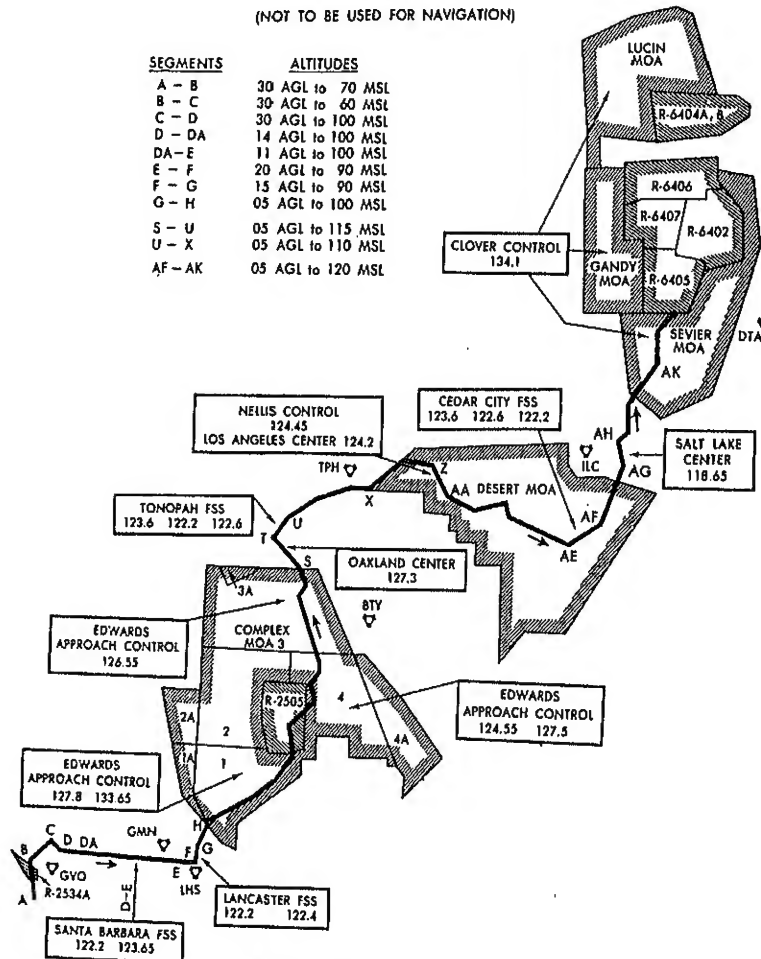 (NOT TO BE USED FOR NAVIGATION)
SEGMENTS ALTITUDES
A - B 30 AGL to 70 MSL
B - C 30 AGL to 60 MSL
C - D 30 AGL to 100 MSL
D - DA 14 AGL to 100 MSL
DA - E 11 AGL to 100 MSL
E - F 20 AGL to 90 MSL
F - G 15 AGL to 90 MSL
G - H 05 AGL to 100 MSL
S - U 05 AGL to 115 MSL
U - X 05 AGL to 110 MSL
AF - AK 05 AGL to 120 MSL
LUCIN
MOA
R-6404A, B
R-6406
R-6407
R-6402
CLOVER CONTROL
134.1
GANDY
MOA
R-6405
SEVIER
MOA
DTA
AK
NELLIS CONTROL
124.45
LOS ANGELES CENTER 124.2
CEDAR CITY FSS
123.6 122.6 122.2
AH
SALT LAKE
CENTER
118.65
TPH
Z
ILC
AG
X
AA
DESERT MOA
TONOPAH FSS
123.6 122.2 122.6
U
AF
T
AE
S
OAKLAND CENTER
127.3
3A
BTY
EDWARDS
APPROACH CONTROL
126.55
COMPLEX
MOA 3
R-2505
4
EDWARDS
APPROACH CONTROL
124.55 127.5
2A
2
4A
1A
1
EDWARDS
APPROACH CONTROL
127.8 133.65
H
GMN
C
D DA
F
G
B
GVO
E
LHS
R-2534A
A
D-E
LANCASTER FSS
122.2 122.4
SANTA BARBARA FSS
122.2 123.65